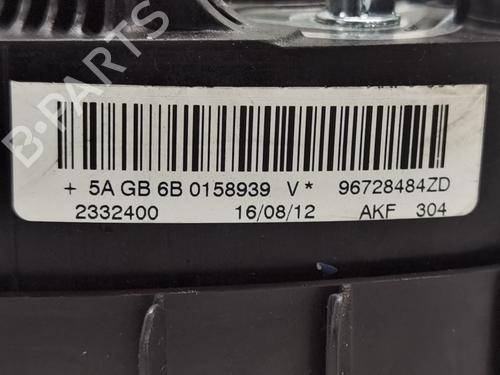 B-PARTS
+ 5A GB 6B 0158939 V * 96728484ZD
2332400 16/08/12 AKF 304